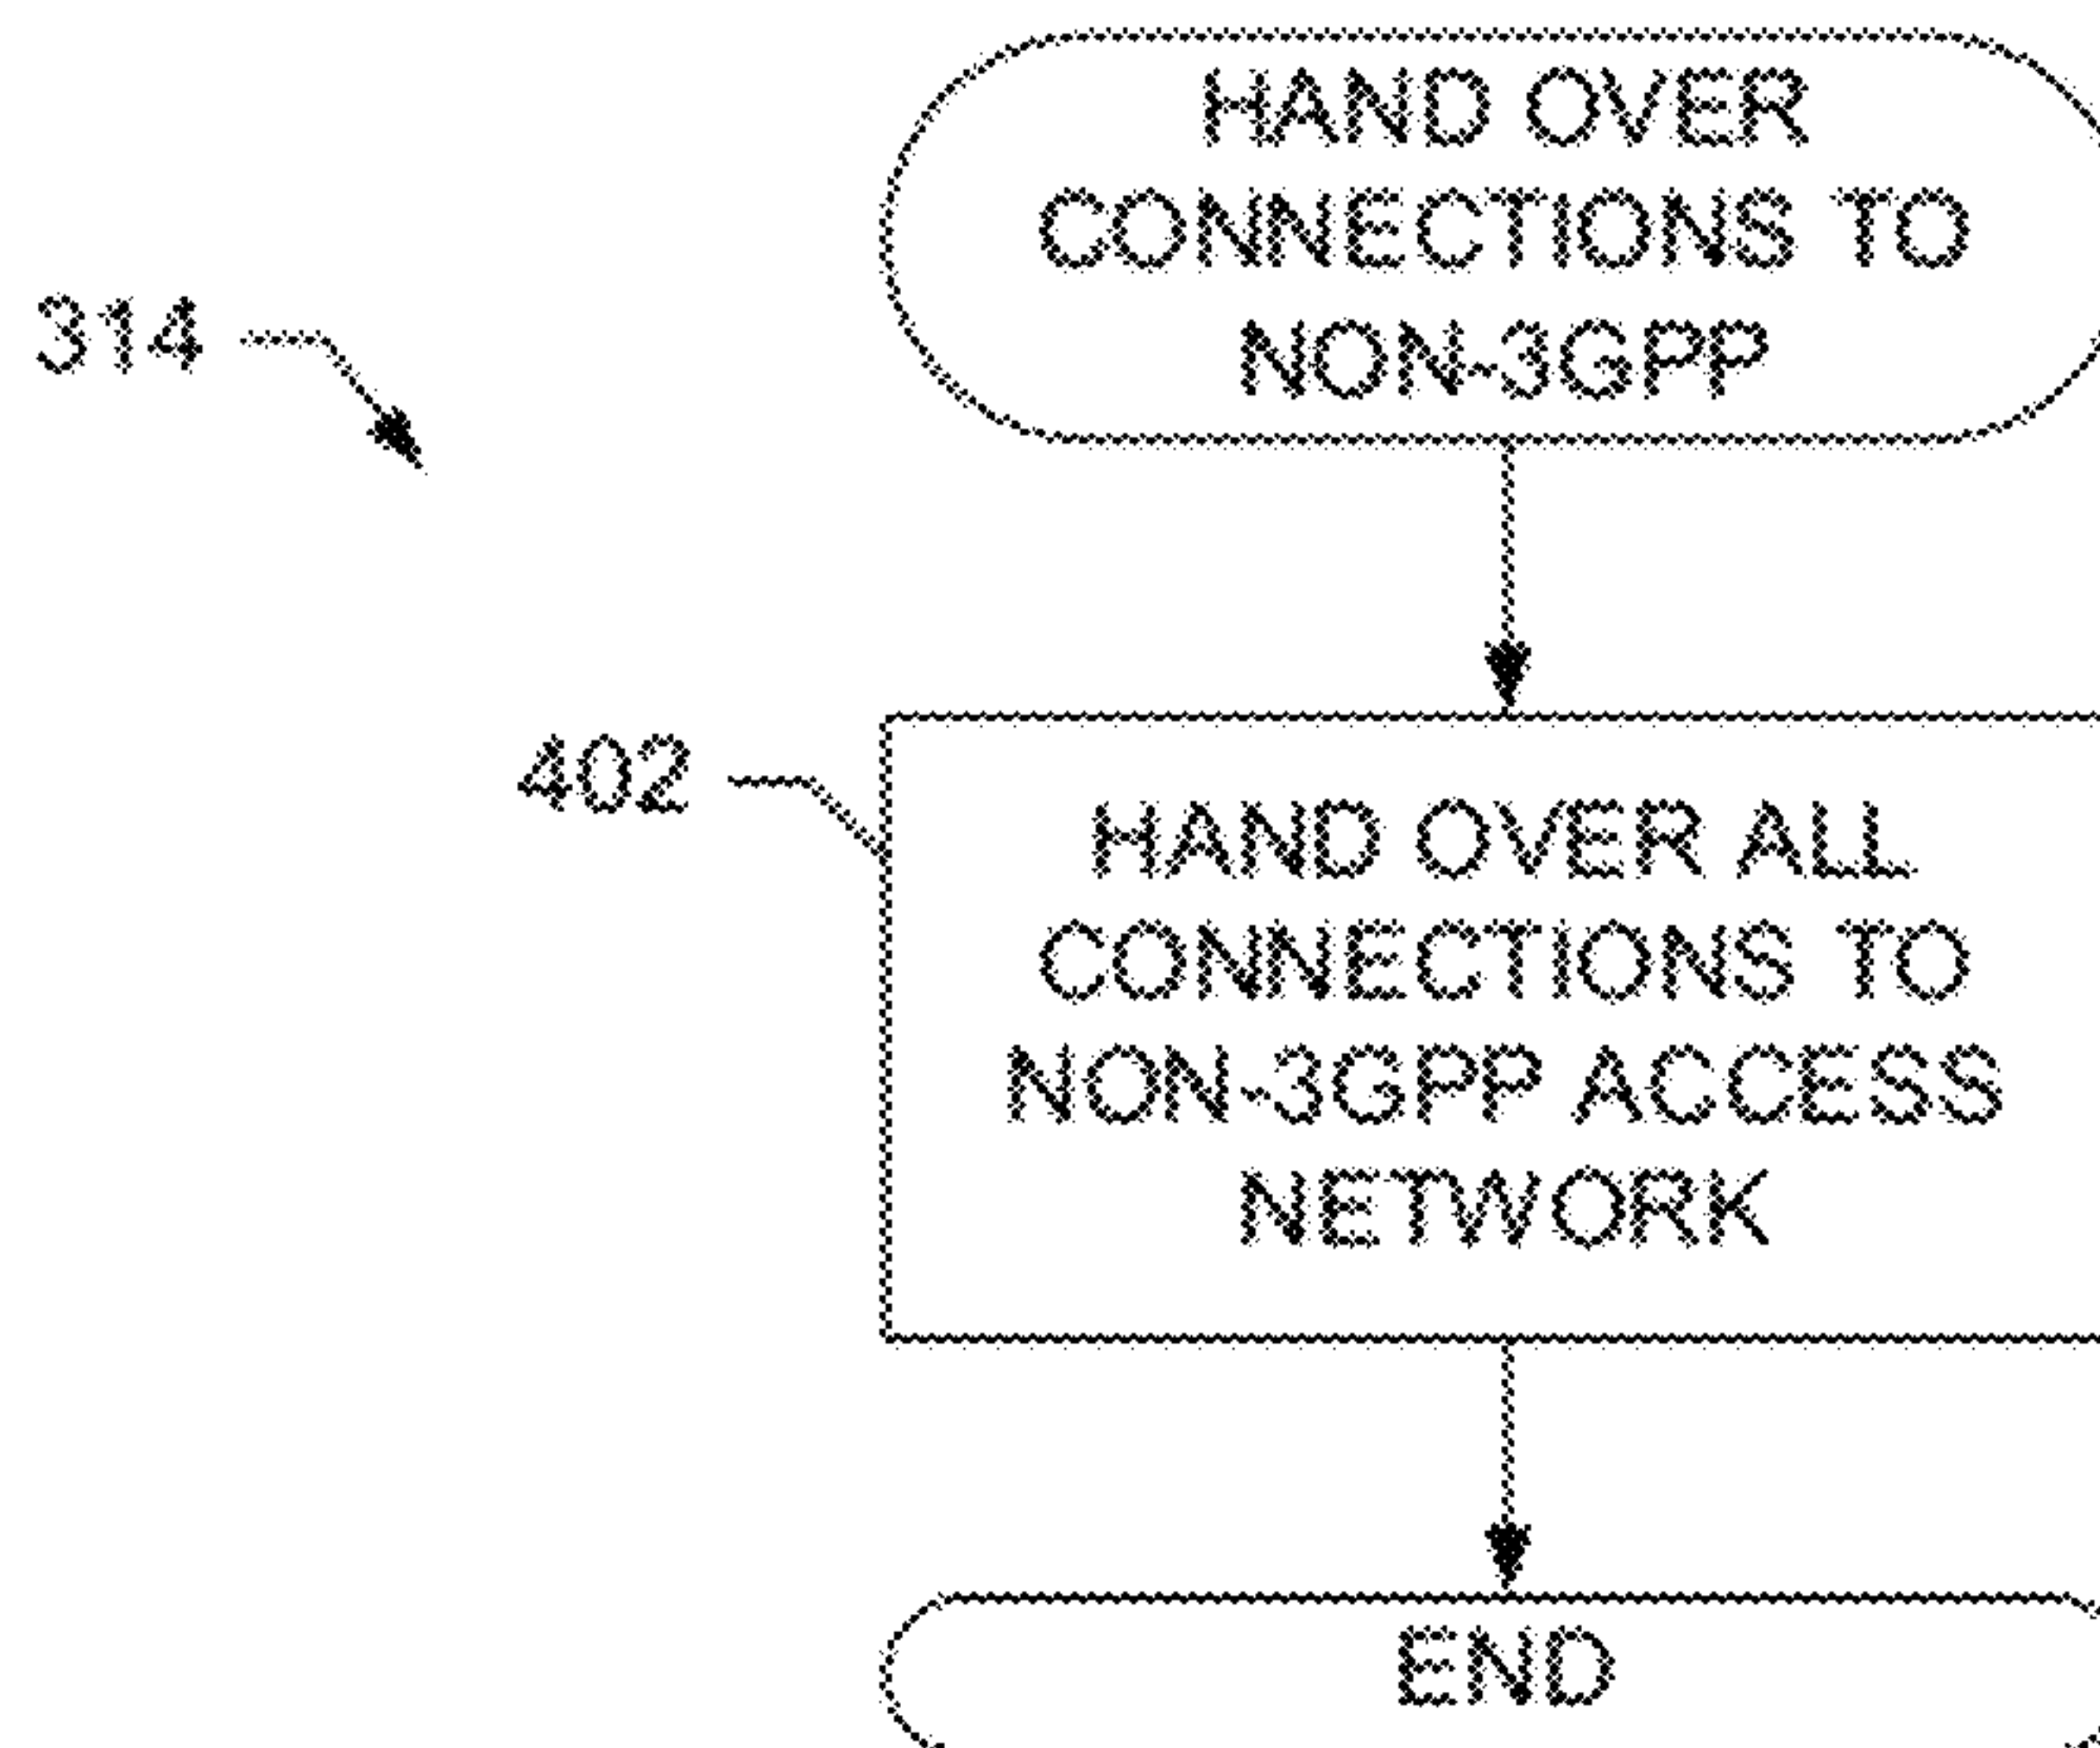 HAND OVER
CONNECTIONS TO
NON-3GPP
314
402
HAND OVER ALL
CONNECTIONS TO
NON-3GPP ACCESS
NETWORK
END